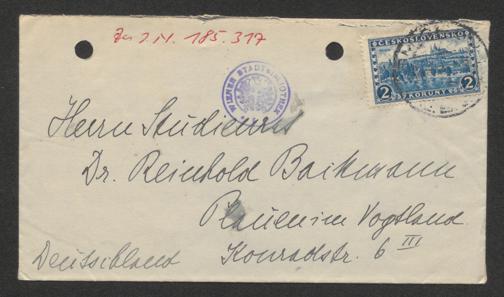 Zu J.N. 185.317
ČESKOSLOVENSKO
2 KORUNY 2
WIENER STADTBIBLIOTHEK
Herrn Studienrat
Dr. Reinhold Backmann
Plauen im Vogtland
Konradstr. 6 III
Deutschland